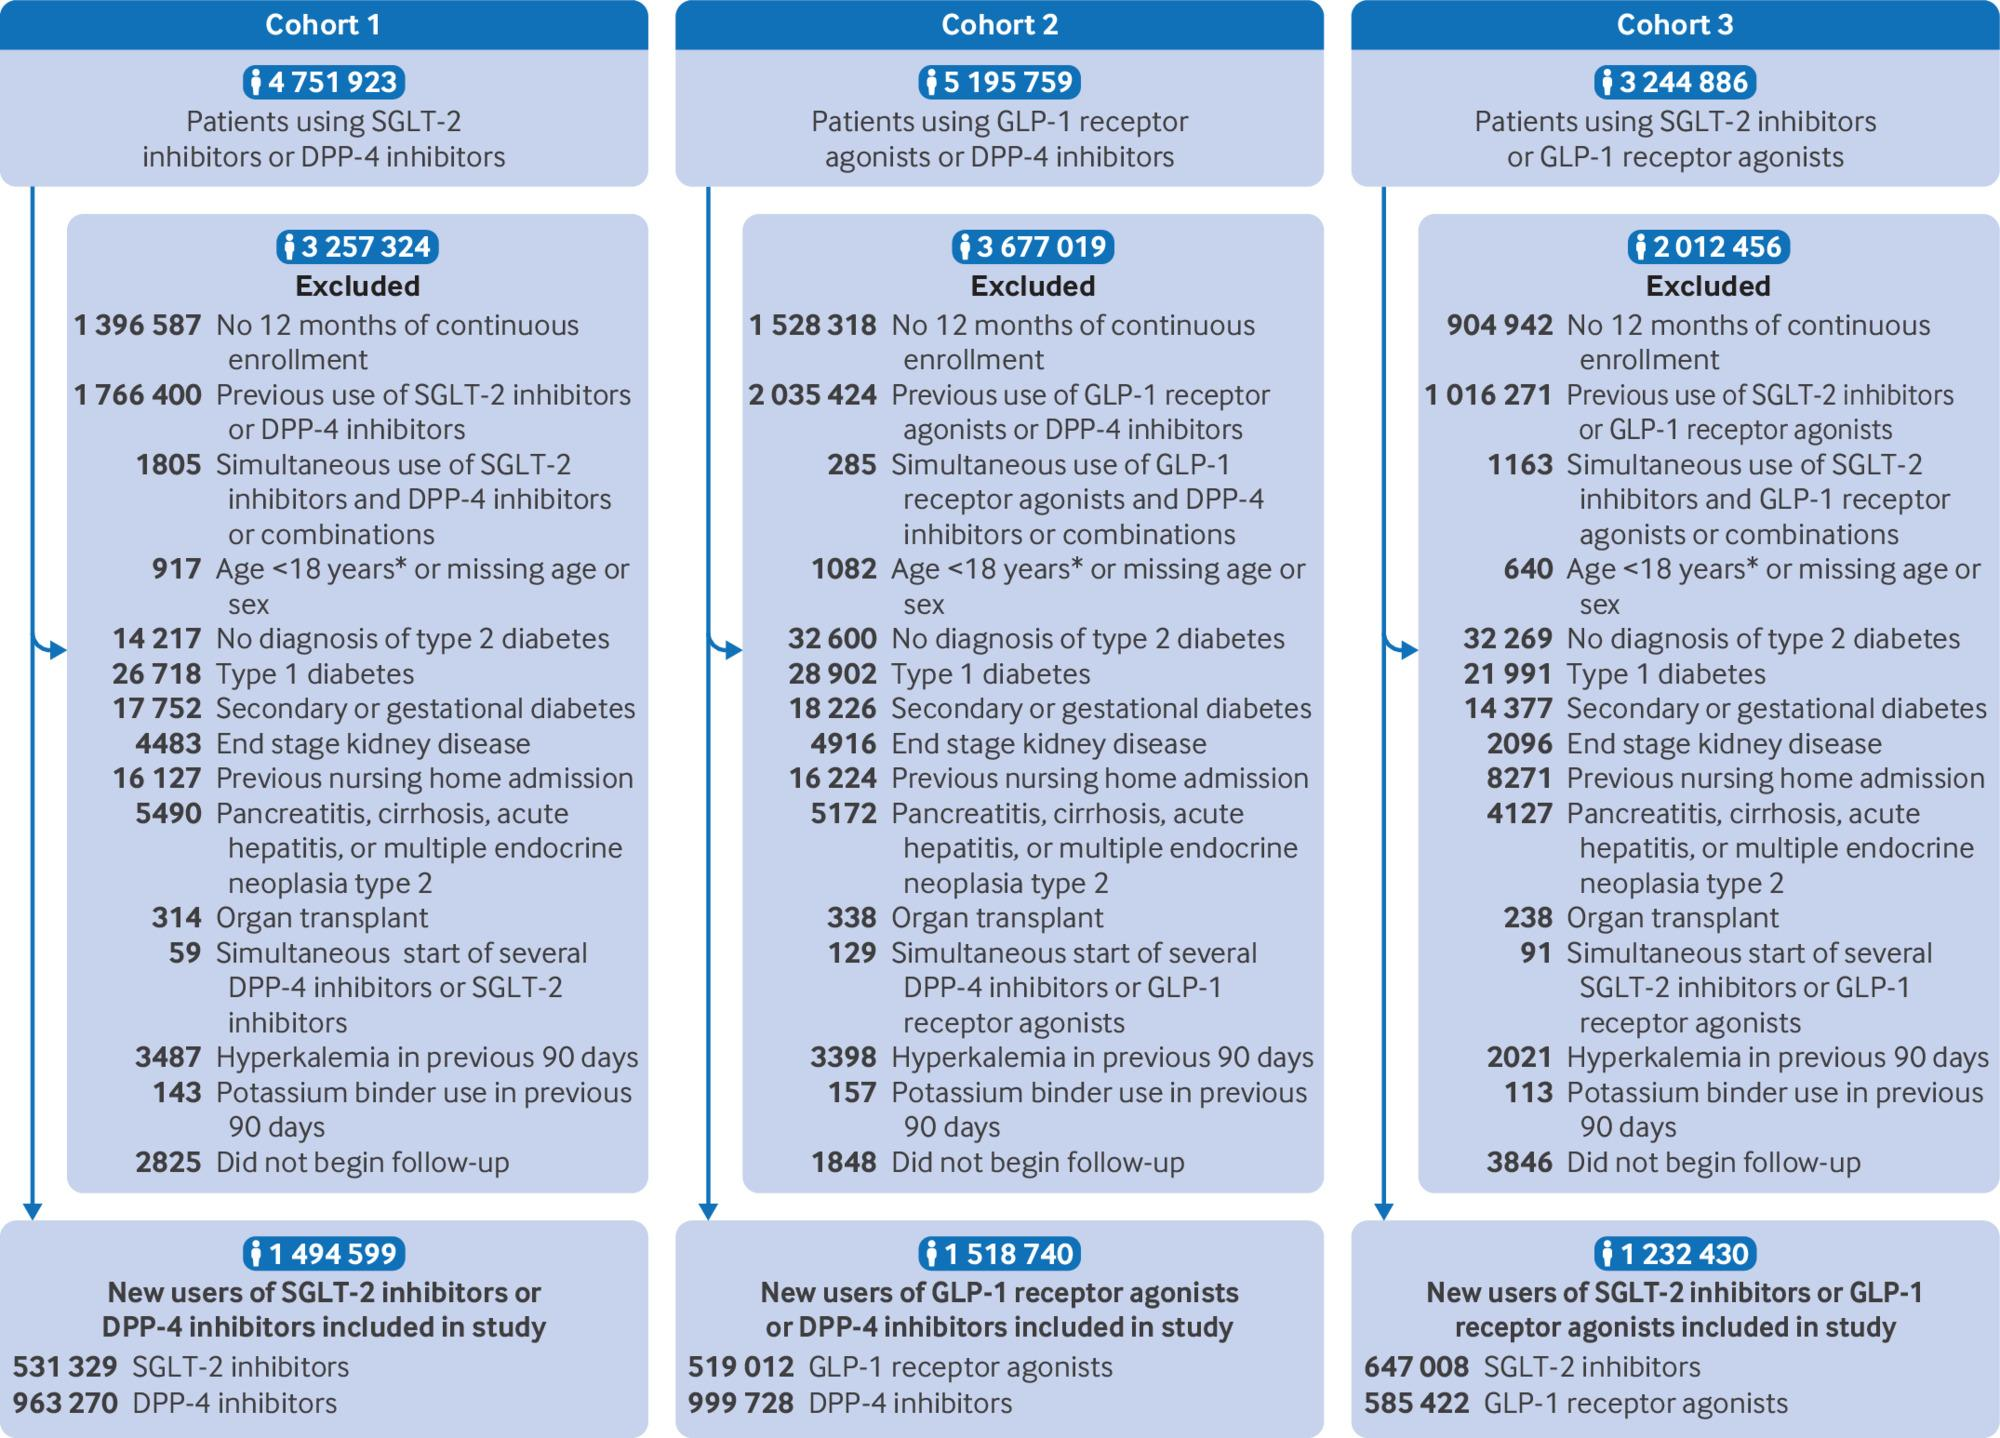 Cohort 1
4 751 923
Patients using SGLT-2
inhibitors or DPP-4 inhibitors
3 257 324
Excluded
1 396 587 No 12 months of continuous
enrollment
1 766 400 Previous use of SGLT-2 inhibitors
or DPP-4 inhibitors
1805 Simultaneous use of SGLT-2
inhibitors and DPP-4 inhibitors
or combinations
917 Age <18 years* or missing age or
sex
14 217 No diagnosis of type 2 diabetes
26 718 Type 1 diabetes
17 752 Secondary or gestational diabetes
4483 End stage kidney disease
16 127 Previous nursing home admission
5490 Pancreatitis, cirrhosis, acute
hepatitis, or multiple endocrine
neoplasia type 2
314 Organ transplant
59 Simultaneous start of several
DPP-4 inhibitors or SGLT-2
inhibitors
3487 Hyperkalemia in previous 90 days
143 Potassium binder use in previous
90 days
2825 Did not begin follow-up
1 494 599
New users of SGLT-2 inhibitors or
DPP-4 inhibitors included in study
531 329 SGLT-2 inhibitors
963 270 DPP-4 inhibitors
Cohort 2
5 195 759
Patients using GLP-1 receptor
agonists or DPP-4 inhibitors
3 677 019
Excluded
1 528 318 No 12 months of continuous
enrollment
2 035 424 Previous use of GLP-1 receptor
agonists or DPP-4 inhibitors
285 Simultaneous use of GLP-1
receptor agonists and DPP-4
inhibitors or combinations
1082 Age <18 years* or missing age or
sex
32 600 No diagnosis of type 2 diabetes
28 902 Type 1 diabetes
18 226 Secondary or gestational diabetes
4916 End stage kidney disease
16 224 Previous nursing home admission
5172 Pancreatitis, cirrhosis, acute
hepatitis, or multiple endocrine
neoplasia type 2
338 Organ transplant
129 Simultaneous start of several
DPP-4 inhibitors or GLP-1
receptor agonists
3398 Hyperkalemia in previous 90 days
157 Potassium binder use in previous
90 days
1848 Did not begin follow-up
1 518 740
New users of GLP-1 receptor agonists
or DPP-4 inhibitors included in study
519 012 GLP-1 receptor agonists
999 728 DPP-4 inhibitors
Cohort 3
3 244 886
Patients using SGLT-2 inhibitors
or GLP-1 receptor agonists
2 012 456
Excluded
904 942 No 12 months of continuous
enrollment
1 016 271 Previous use of SGLT-2 inhibitors
or GLP-1 receptor agonists
1163 Simultaneous use of SGLT-2
inhibitors and GLP-1 receptor
agonists or combinations
640 Age <18 years* or missing age or
sex
32 269 No diagnosis of type 2 diabetes
21 991 Type 1 diabetes
14 377 Secondary or gestational diabetes
2096 End stage kidney disease
8271 Previous nursing home admission
4127 Pancreatitis, cirrhosis, acute
hepatitis, or multiple endocrine
neoplasia type 2
238 Organ transplant
91 Simultaneous start of several
SGLT-2 inhibitors or GLP-1
receptor agonists
2021 Hyperkalemia in previous 90 days
113 Potassium binder use in previous
90 days
3846 Did not begin follow-up
1 232 430
New users of SGLT-2 inhibitors or GLP-1
receptor agonists included in study
647 008 SGLT-2 inhibitors
585 422 GLP-1 receptor agonists